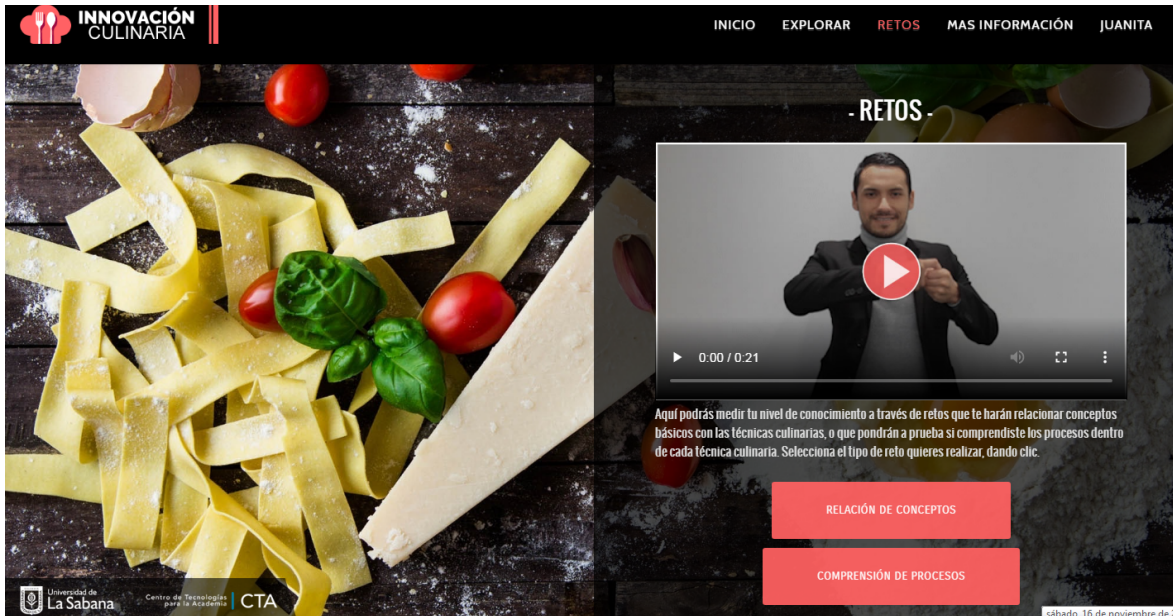 INNOVACIÓN
CULINARIA
INICIO EXPLORAR RETOS MAS INFORMACIÓN JUANITA
- RETOS -
0:00 / 0:21
Aquí podrás medir tu nivel de conocimiento a través de retos que te harán relacionar conceptos
básicos con las técnicas culinarias, o que pondrán a prueba si comprendiste los procesos dentro
de cada técnica culinaria. Selecciona el tipo de reto quieres realizar, dando clic.
RELACIÓN DE CONCEPTOS
COMPRENSIÓN DE PROCESOS
Universidad de
La Sabana
Centro de Tecnologías
para la Academia
CTA
sábado, 16 de noviembre de